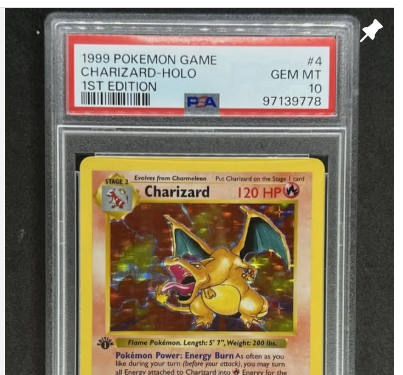 1999 POKEMON GAME #4
CHARIZARD-HOLO GEM MT
1ST EDITION 10
PSA 97139778
STAGE 2 Evolves from Charmeleon Put Charizard on the Stage 1 card
Charizard 120 HP
EDITION
1
Flame Pokémon. Length: 5' 7", Weight: 200 lbs.
Pokémon Power: Energy Burn As often as you
like during your turn (before your attack), you may turn
all Energy attached to Charizard into Energy for the